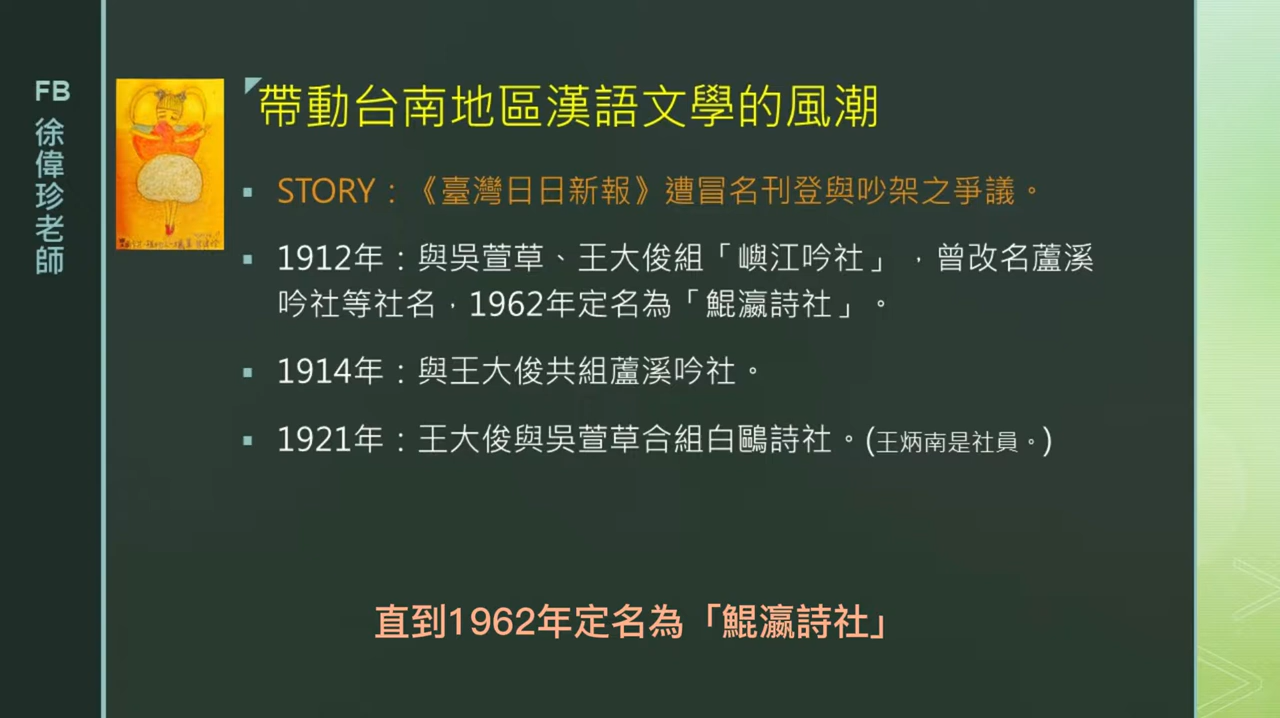 FB
徐偉珍老師
帶動台南地區漢語文學的風潮
▪ STORY：《臺灣日日新報》遭冒名刊登與吵架之爭議。
▪ 1912年：與吳萱草、王大俊組「嶼江吟社」，曾改名蘆溪
吟社等社名，1962年定名為「鯤瀛詩社」。
▪ 1914年：與王大俊共組蘆溪吟社。
▪ 1921年：王大俊與吳萱草合組白鷗詩社。(王炳南是社員。)
直到1962年定名為「鯤瀛詩社」